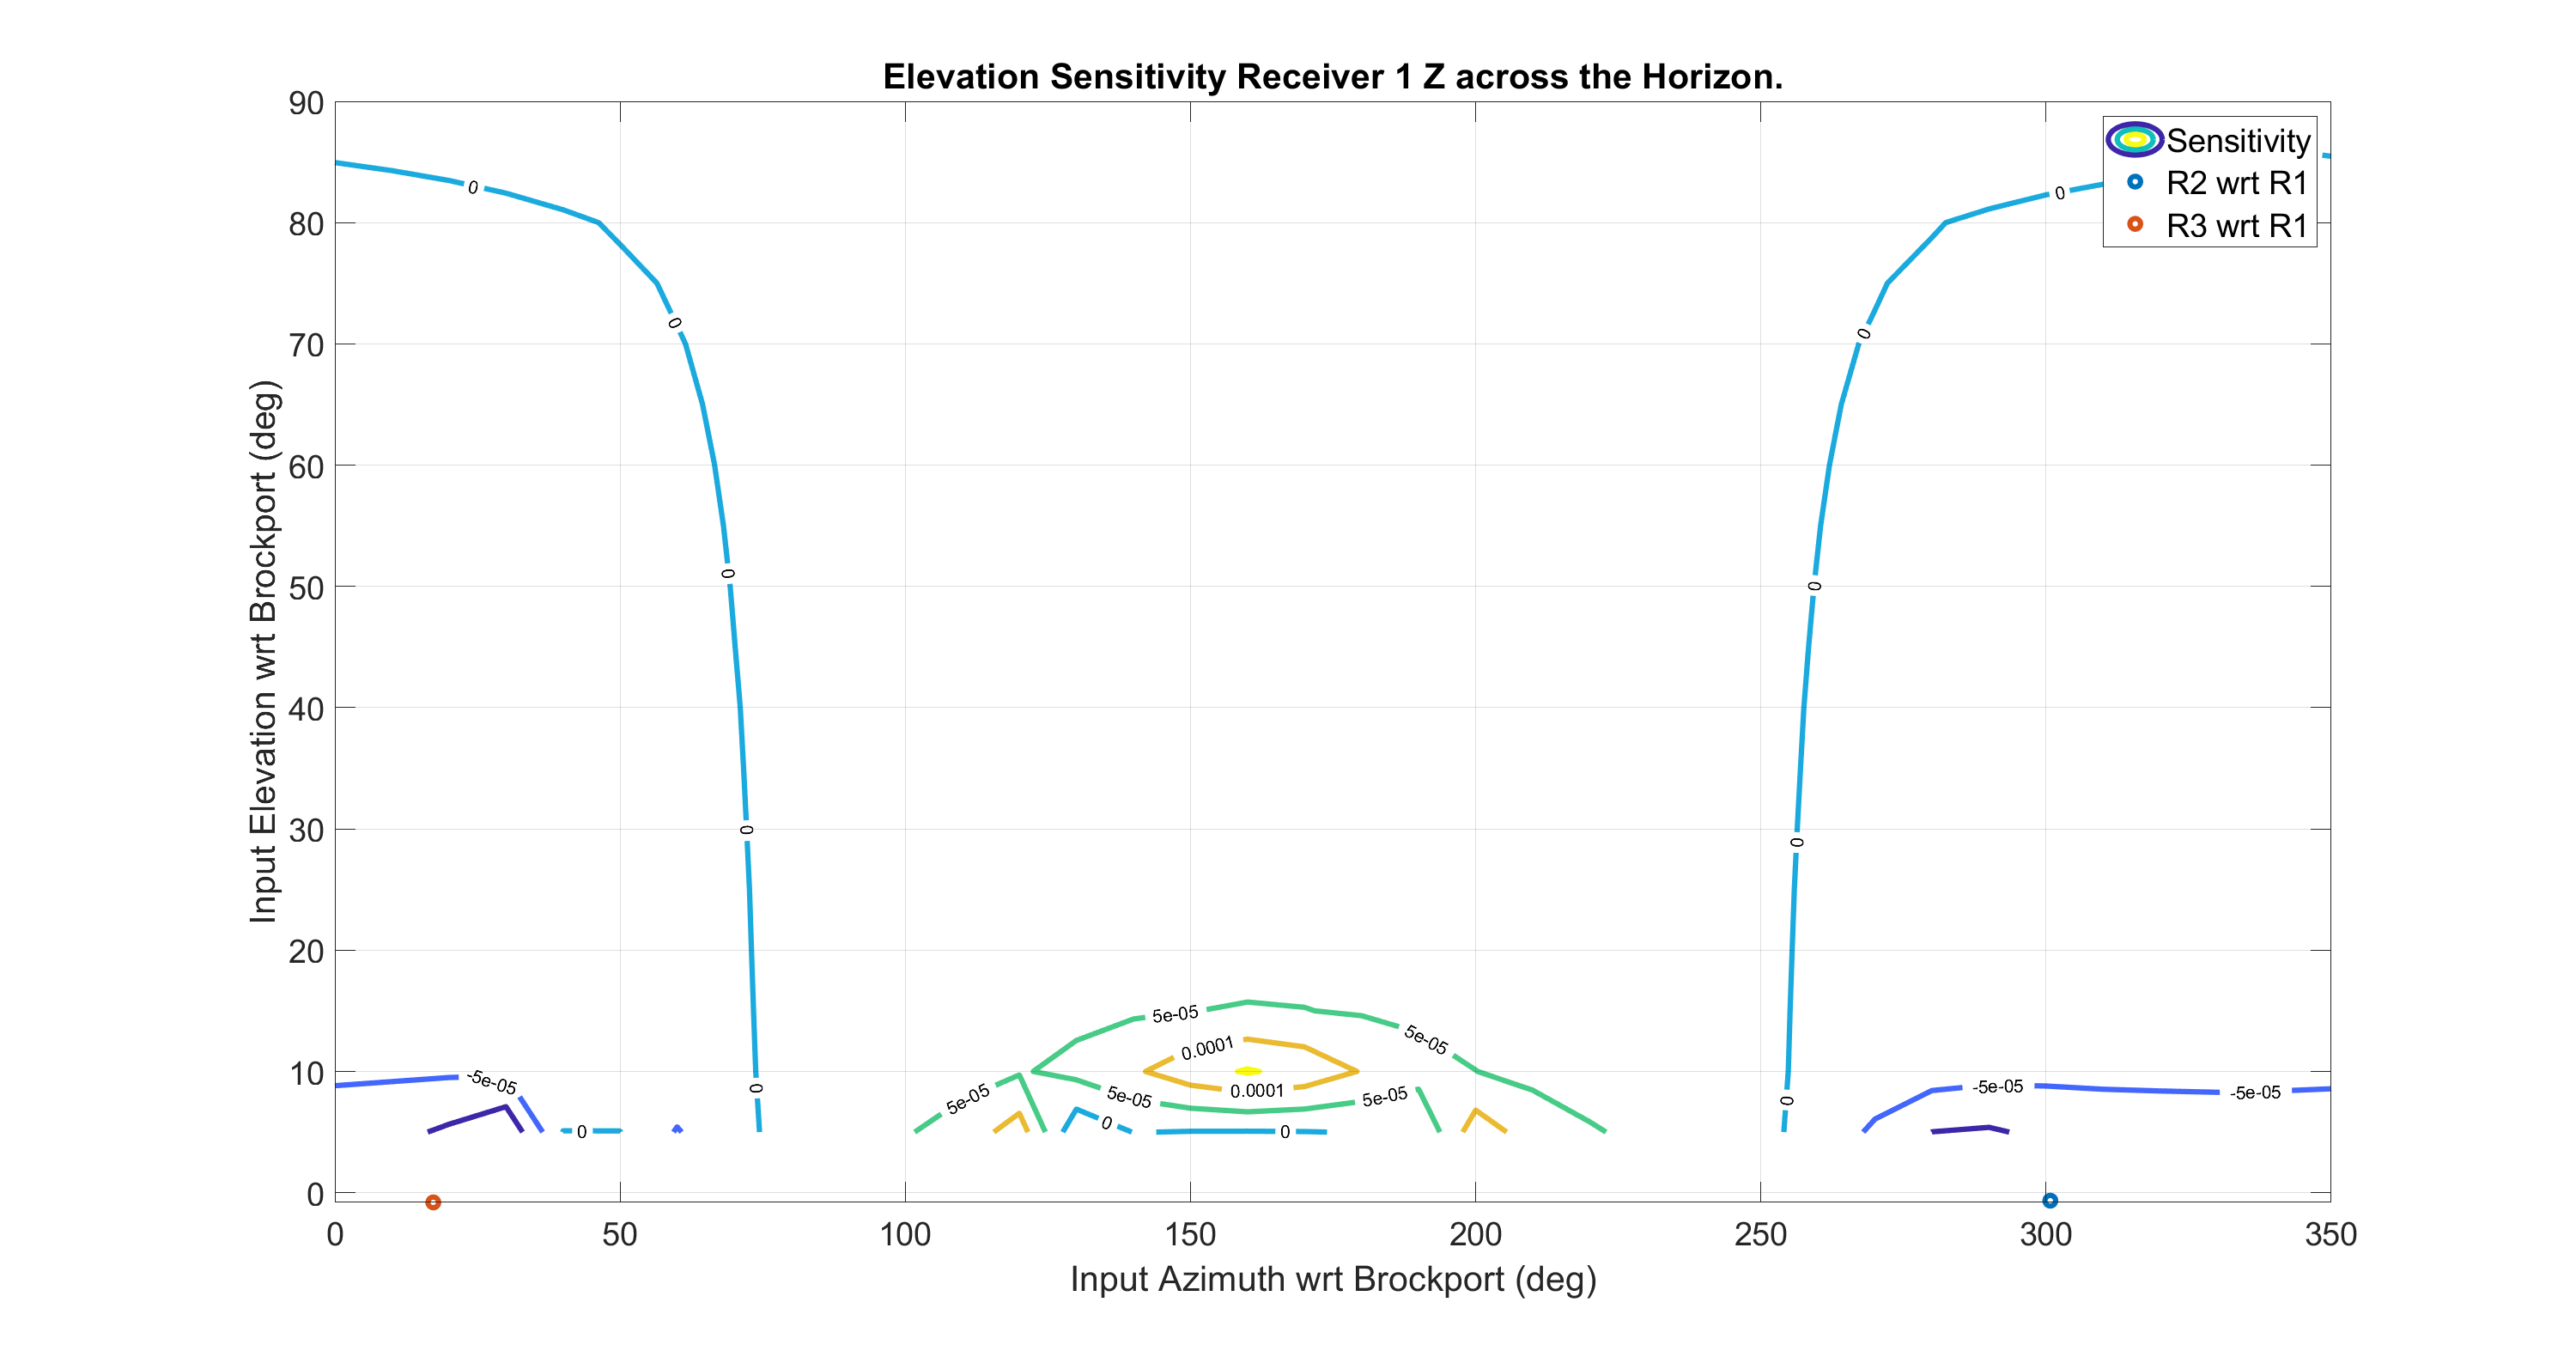 Elevation Sensitivity Receiver 1 Z across the Horizon.
Sensitivity
R2 wrt R1
R3 wrt R1
Input Elevation wrt Brockport (deg)
90
80
70
60
50
40
30
20
10
0
0
0
0
0
0
0
0
0
0
0
0
5e-05
5e-05
0.0001
0.0001
5e-05
5e-05
5e-05
0
0
0
-5e-05
-5e-05
-5e-05
0 50 100 150 200 250 300 350
Input Azimuth wrt Brockport (deg)